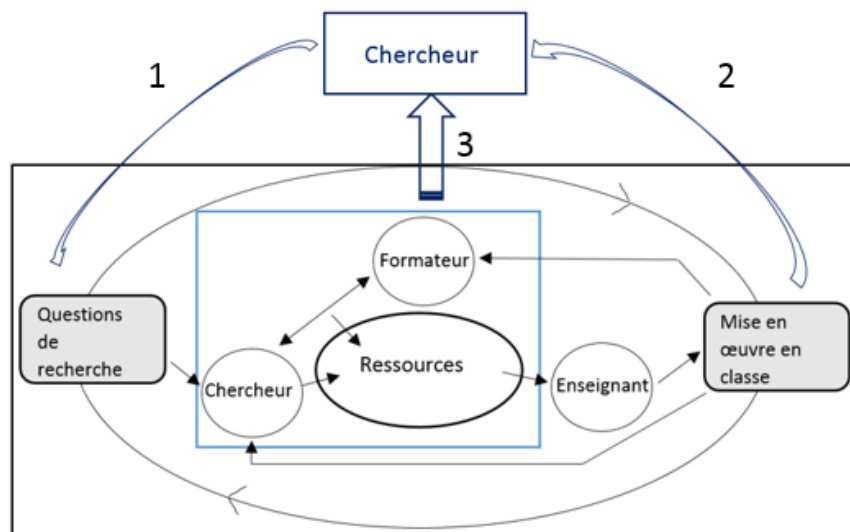 Chercheur
1
2
3
Formateur
Questions
de
recherche
Ressources
Chercheur
Enseignant
Mise en
œuvre en
classe